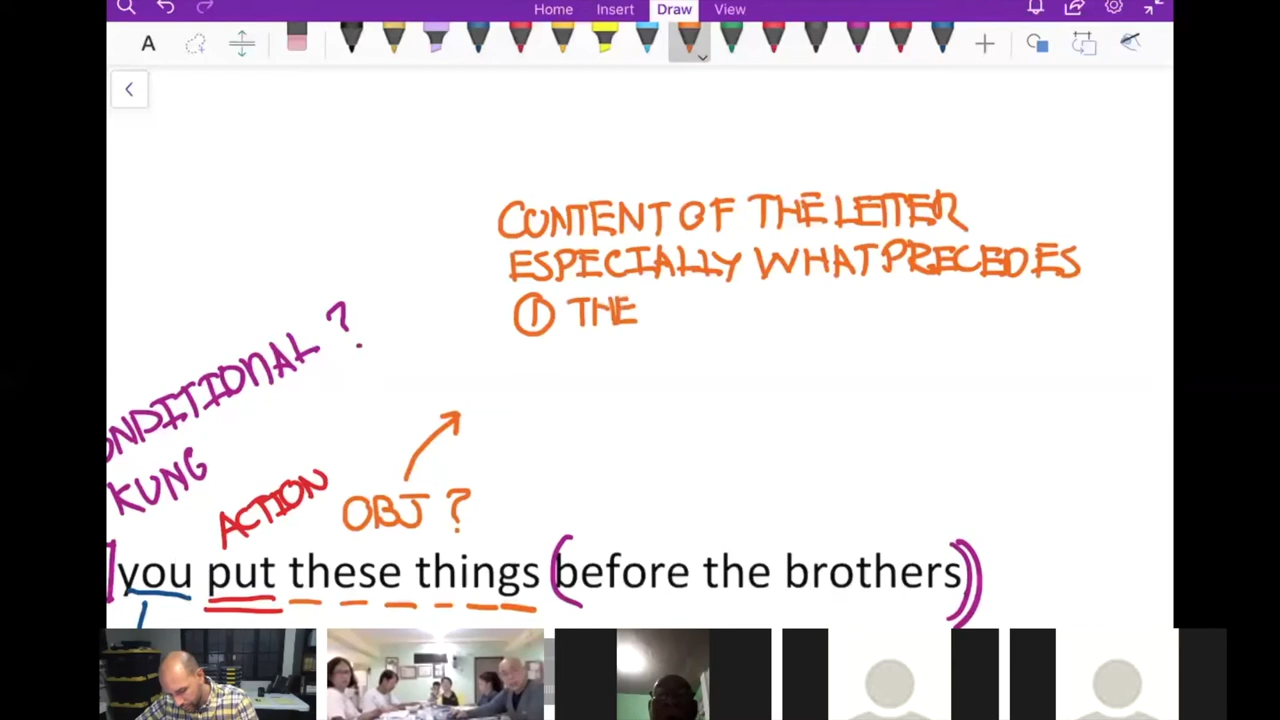 Home Insert Draw View
A
CONTENT OF THE LETTER
ESPECIALLY WHAT PRECEDES
① THE
ONDITIONAL ?
KUNG
ACTION
OBJ ?
you put these things (before the brothers)